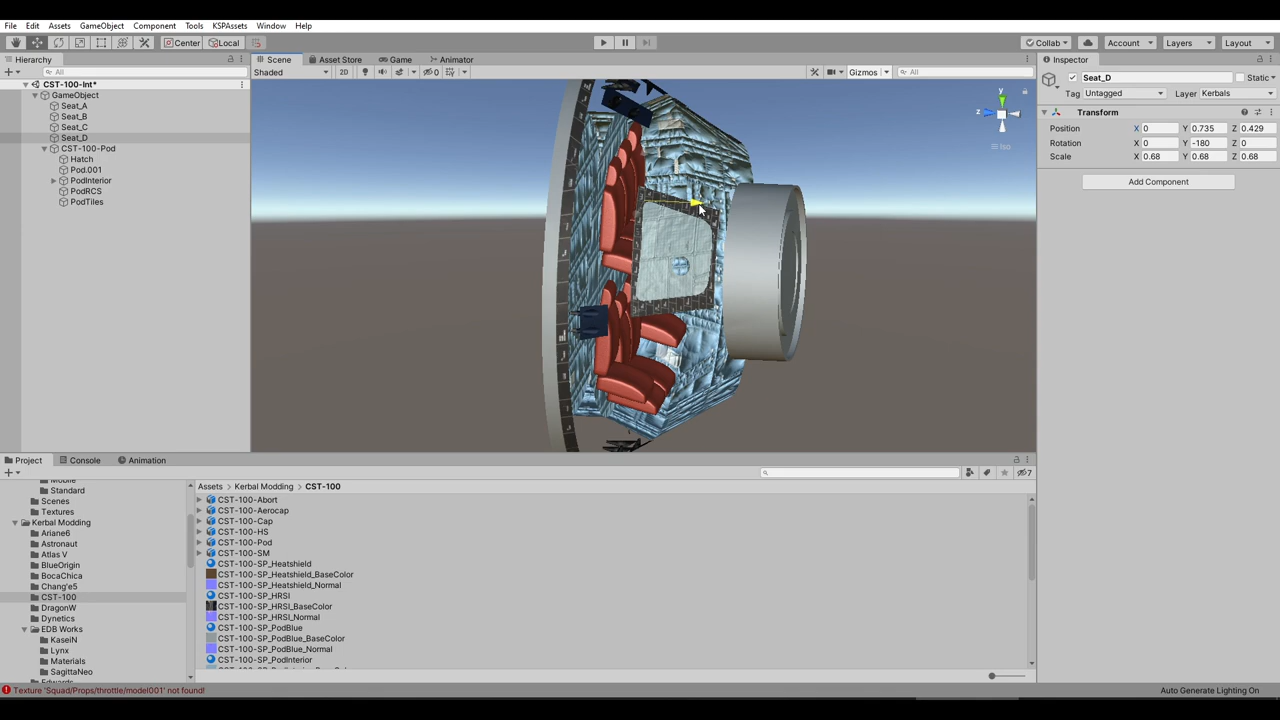 File Edit Assets GameObject Component Tools KSPAssets Window Help
Center Local Collab Account Layers Layout
Hierarchy
All
CST-100-Int*
GameObject
Seat_A
Seat_B
Seat_C
Seat_D
CST-100-Pod
Hatch
Pod.001
PodInterior
PodRCS
PodTiles
Scene Asset Store Game Animator
Shaded 2D 0 Gizmos All
y
z
Iso
Inspector
Seat_D Static
Tag Untagged Layer Kerbals
Transform
Position X 0 Y 0.735 Z 0.429
Rotation X 0 Y -180 Z 0
Scale X 0.68 Y 0.68 Z 0.68
Add Component
Project Console Animation
7
Mobile
Standard
Scenes
Textures
Kerbal Modding
Ariane6
Astronaut
Atlas V
BlueOrigin
BocaChica
Chang'e5
CST-100
DragonW
Dynetics
EDB Works
KaseiN
Lynx
Materials
SagittaNeo
Assets Kerbal Modding CST-100
CST-100-Abort
CST-100-Aerocap
CST-100-Cap
CST-100-HS
CST-100-Pod
CST-100-SM
CST-100-SP_Heatshield
CST-100-SP_Heatshield_BaseColor
CST-100-SP_Heatshield_Normal
CST-100-SP_HRSI
CST-100-SP_HRSI_BaseColor
CST-100-SP_HRSI_Normal
CST-100-SP_PodBlue
CST-100-SP_PodBlue_BaseColor
CST-100-SP_PodBlue_Normal
CST-100-SP_PodInterior
Texture 'Squad/Props/throttle/model001' not found!
Auto Generate Lighting On